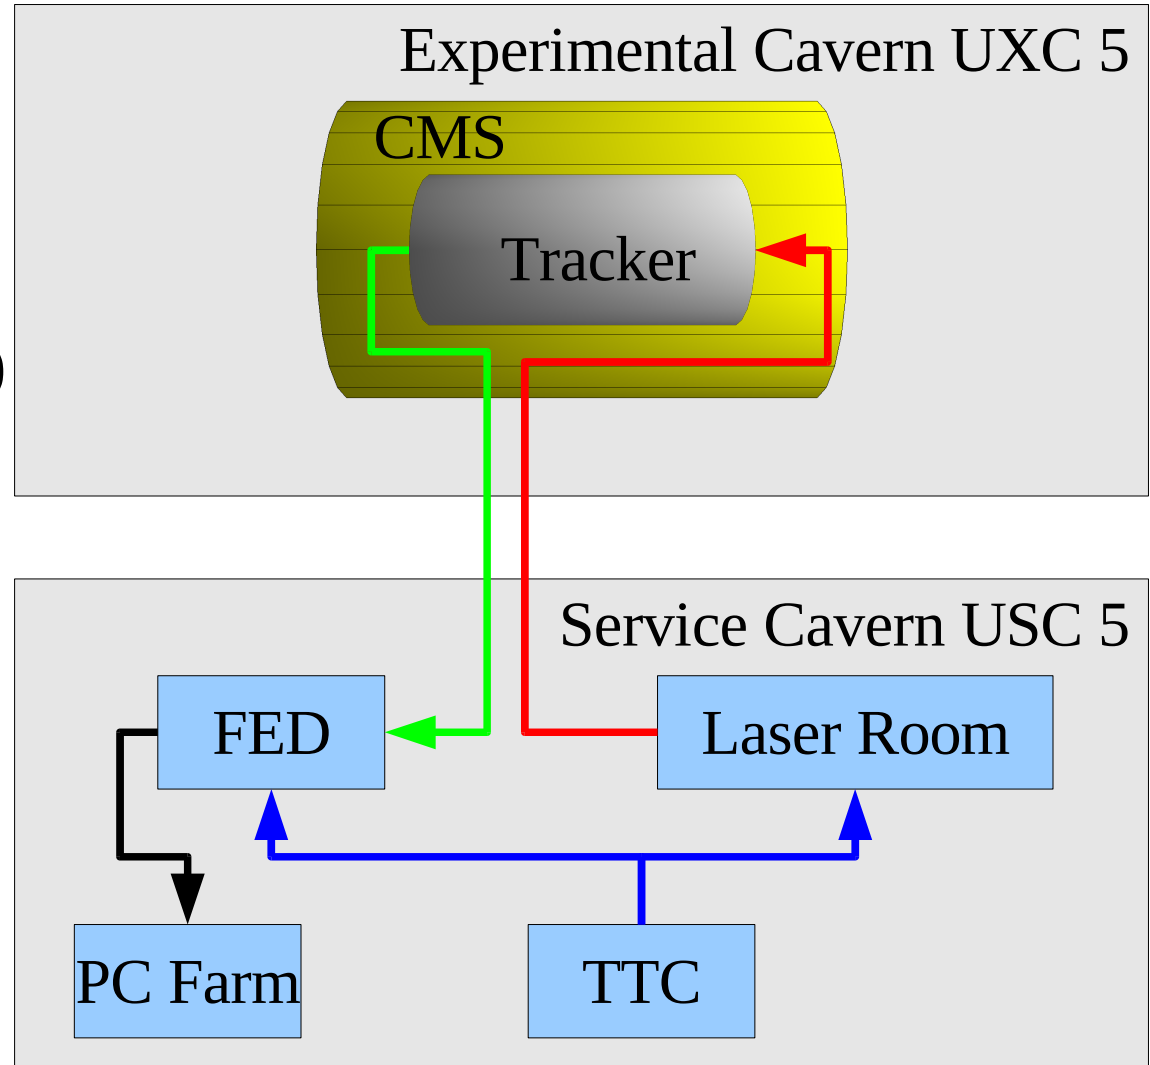 Experimental Cavern UXC 5
CMS
Tracker
)
Service Cavern USC 5
FED
Laser Room
PC Farm
TTC